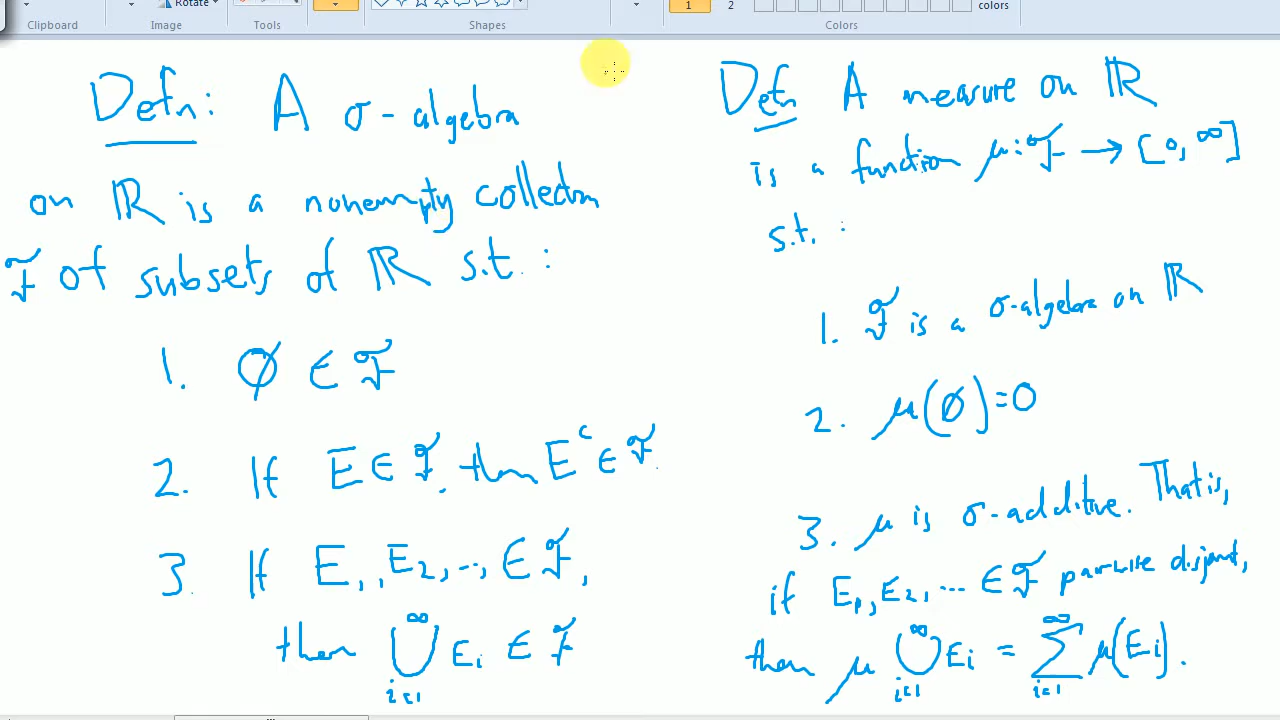 Rotate
Clipboard
Image
Tools
Shapes
1
2
Colors
colors
Defn: A σ-algebra
on ℝ is a nonempty collection
ℱ of subsets of ℝ s.t. :
1. ∅ ∈ ℱ
2. If E ∈ ℱ, then Eᶜ ∈ ℱ.
3. If E₁, E₂, ..., ∈ ℱ,
then ⋃_{i=1}^{∞} Eᵢ ∈ ℱ
Defn A measure on ℝ
is a function μ: ℱ → [0, ∞]
s.t. :
1. ℱ is a σ-algebra on ℝ
2. μ(∅)=0
3. μ is σ-additive. That is,
if E₁, E₂, ... ∈ ℱ pairwise disjoint,
then μ ⋃_{i=1}^{∞} Eᵢ = ∑_{i=1}^{∞} μ(Eᵢ).